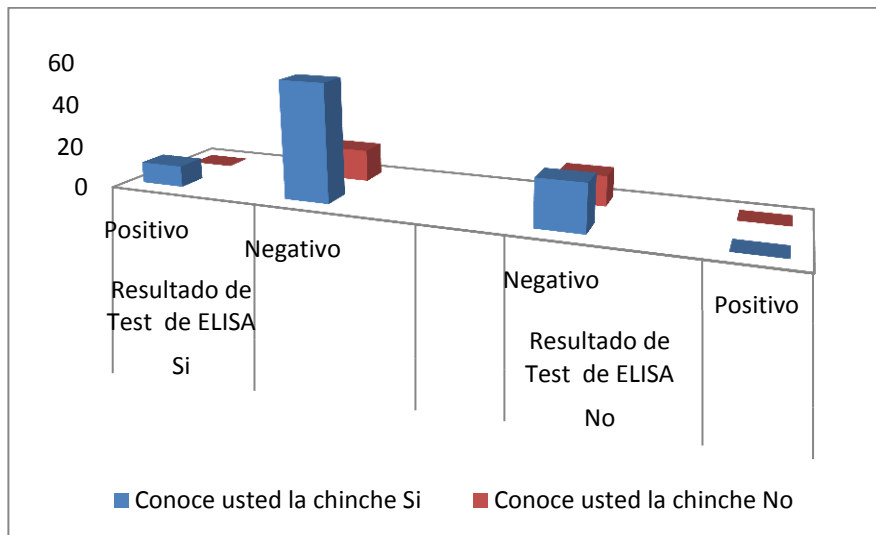 60
40
20
0
Positivo
Negativo
Negativo
Positivo
Resultado de
Test de ELISA
Si
Resultado de
Test de ELISA
No
Conoce usted la chinche Si
Conoce usted la chinche No